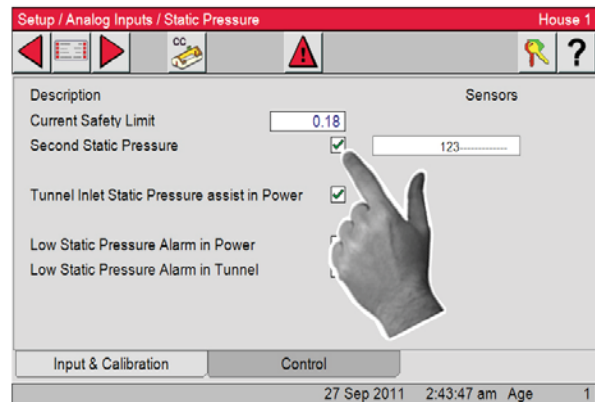 Setup / Analog Inputs / Static Pressure House 1
CC
?
Description Sensors
Current Safety Limit 0.18
Second Static Pressure 123-------------
Tunnel Inlet Static Pressure assist in Power
Low Static Pressure Alarm in Power
Low Static Pressure Alarm in Tunnel
Input & Calibration Control
27 Sep 2011 2:43:47 am Age 1